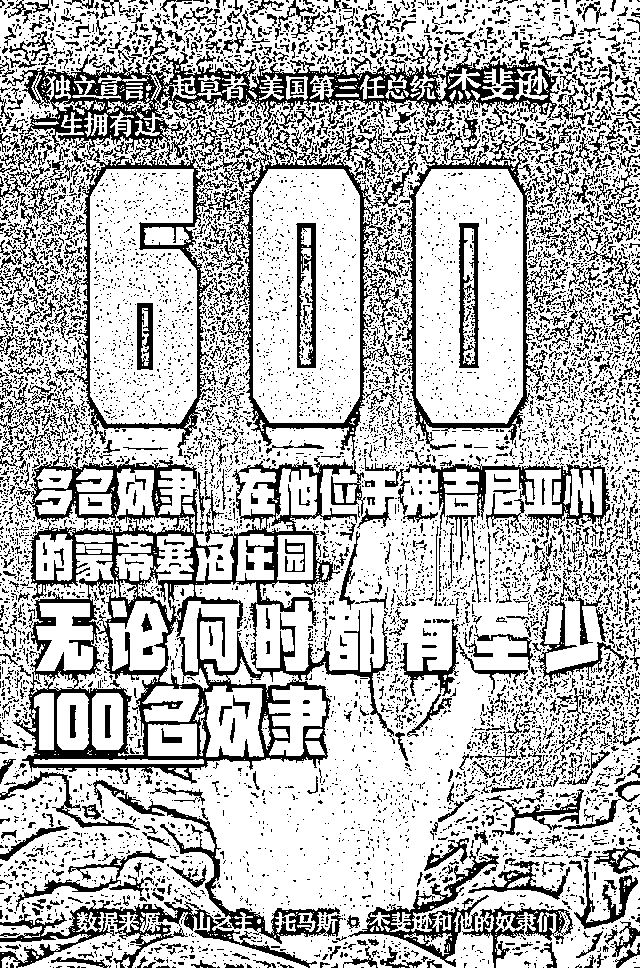 《独立宣言》起草者、美国第三任总统 杰斐逊
一生拥有过
600
多名奴隶，在他位于弗吉尼亚州
的蒙蒂塞洛庄园，
无论何时都有至少
100 名奴隶
数据来源：《山之主：托马斯·杰斐逊和他的奴隶们》